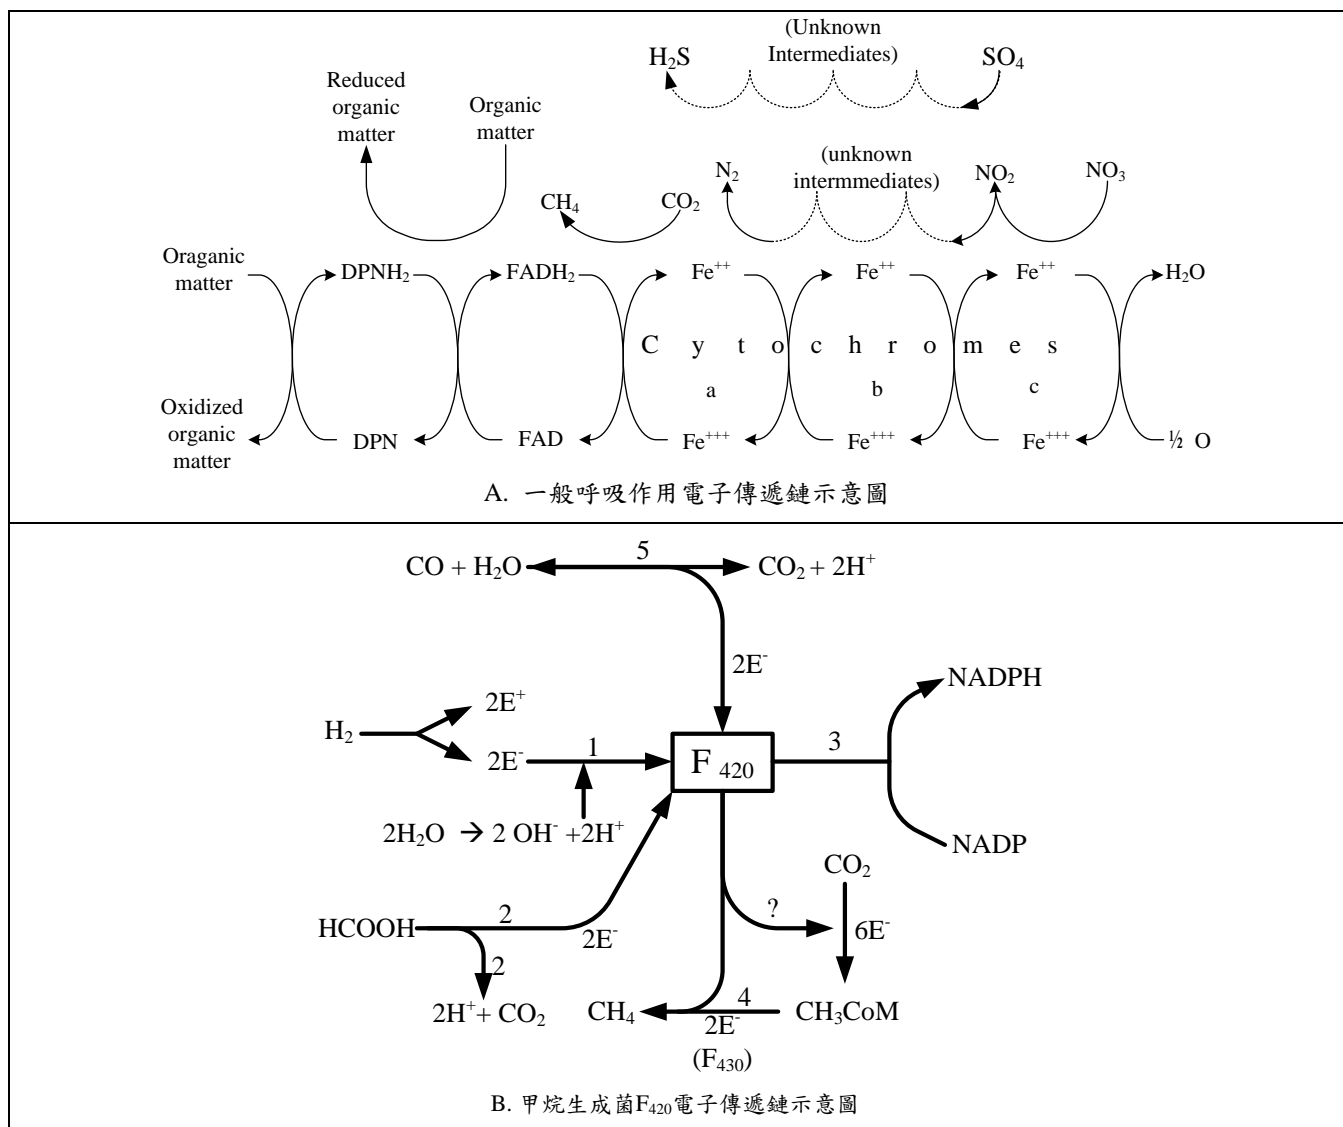 (Unknown
Intermediates)
H₂S
SO₄
Reduced
organic
matter
Organic
matter
(unknown
intermmediates)
N₂
NO₂
NO₃
CH₄
CO₂
Oraganic
matter
DPNH₂
FADH₂
Fe⁺⁺
Fe⁺⁺
Fe⁺⁺
H₂O
C y t o c h r o m e s
a
b
c
Oxidized
organic
matter
DPN
FAD
Fe⁺⁺⁺
Fe⁺⁺⁺
Fe⁺⁺⁺
½ O
A. 一般呼吸作用電子傳遞鏈示意圖
CO + H₂O
5
CO₂ + 2H⁺
2E⁻
NADPH
2E⁺
H₂
2E⁻
1
F ₄₂₀
3
2H₂O → 2 OH⁻ +2H⁺
NADP
CO₂
HCOOH
2
2E⁻
?
6E⁻
2
2H⁺+ CO₂
CH₄
4
2E⁻
CH₃CoM
(F₄₃₀)
B. 甲烷生成菌F₄₂₀電子傳遞鏈示意圖